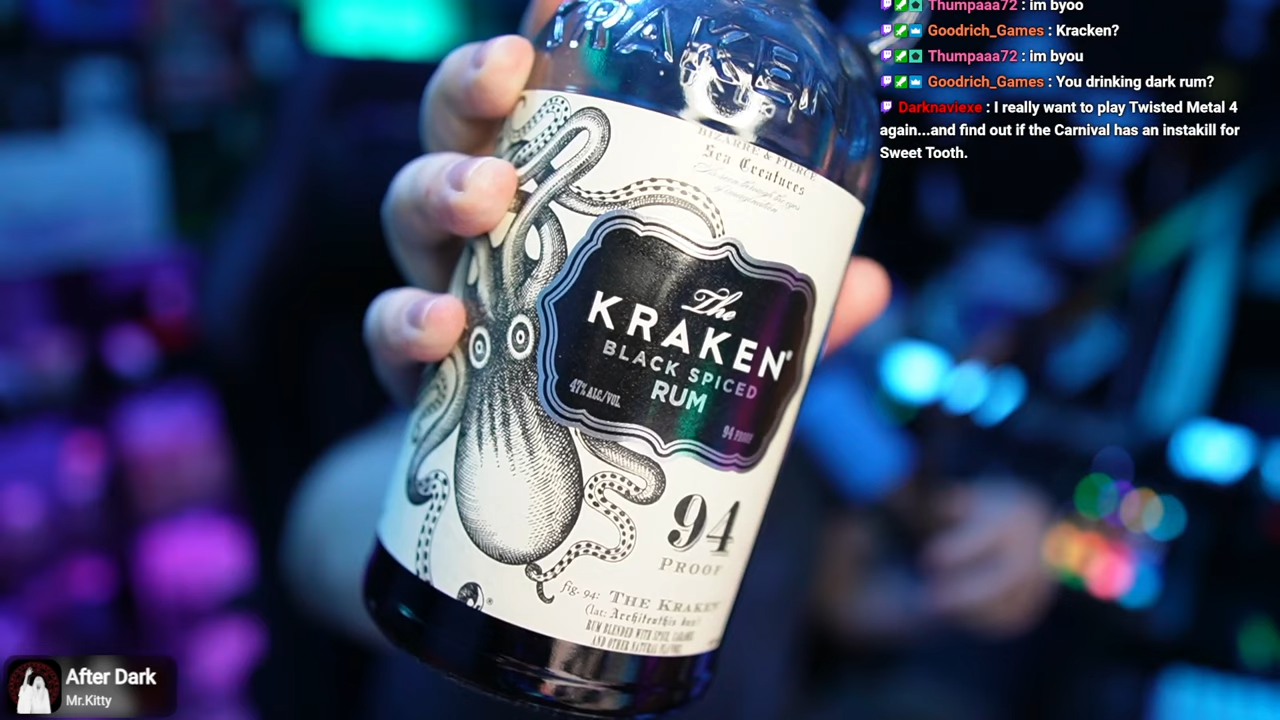 Thumpaaa72 : im byoo
Goodrich_Games : Kracken?
Thumpaaa72 : im byou
Goodrich_Games : You drinking dark rum?
Darknaviexe : I really want to play Twisted Metal 4
again...and find out if the Carnival has an instakill for
Sweet Tooth.
KRAKEN
BIZARRE & FIERCE
Sea Creatures
The
KRAKEN®
BLACK SPICED
RUM
47% ALC/VOL
94 PROOF
94
PROOF
fig. 94: THE KRAKEN
RUM BLENDED WITH SPICE, CARAMEL
AND OTHER NATURAL FLAVORS
After Dark
Mr.Kitty